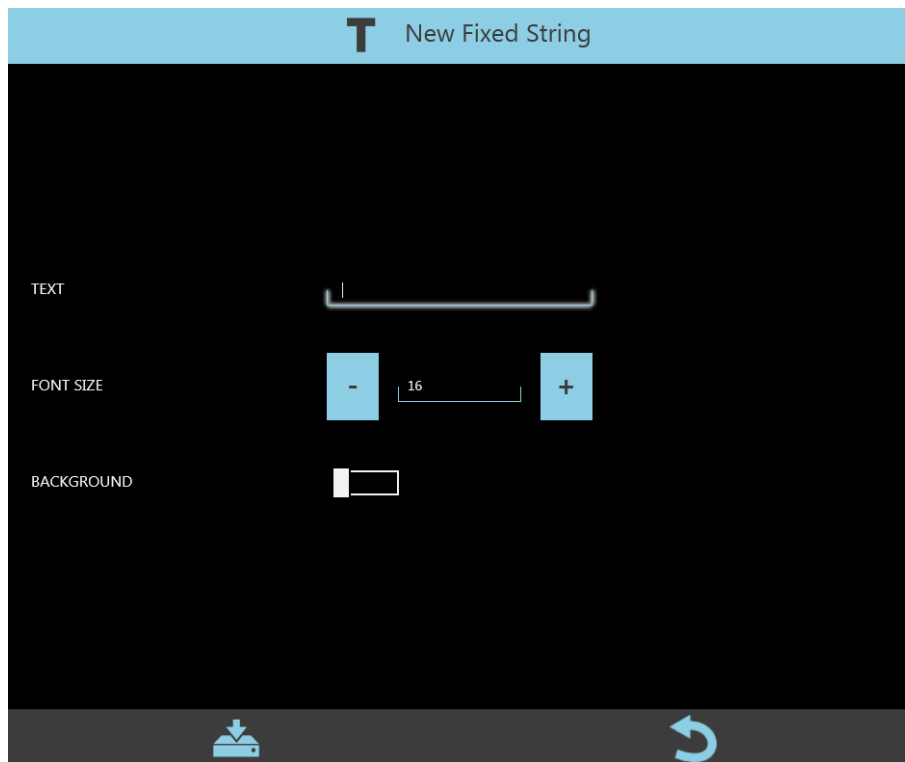 T New Fixed String
TEXT
FONT SIZE
- 16 +
BACKGROUND